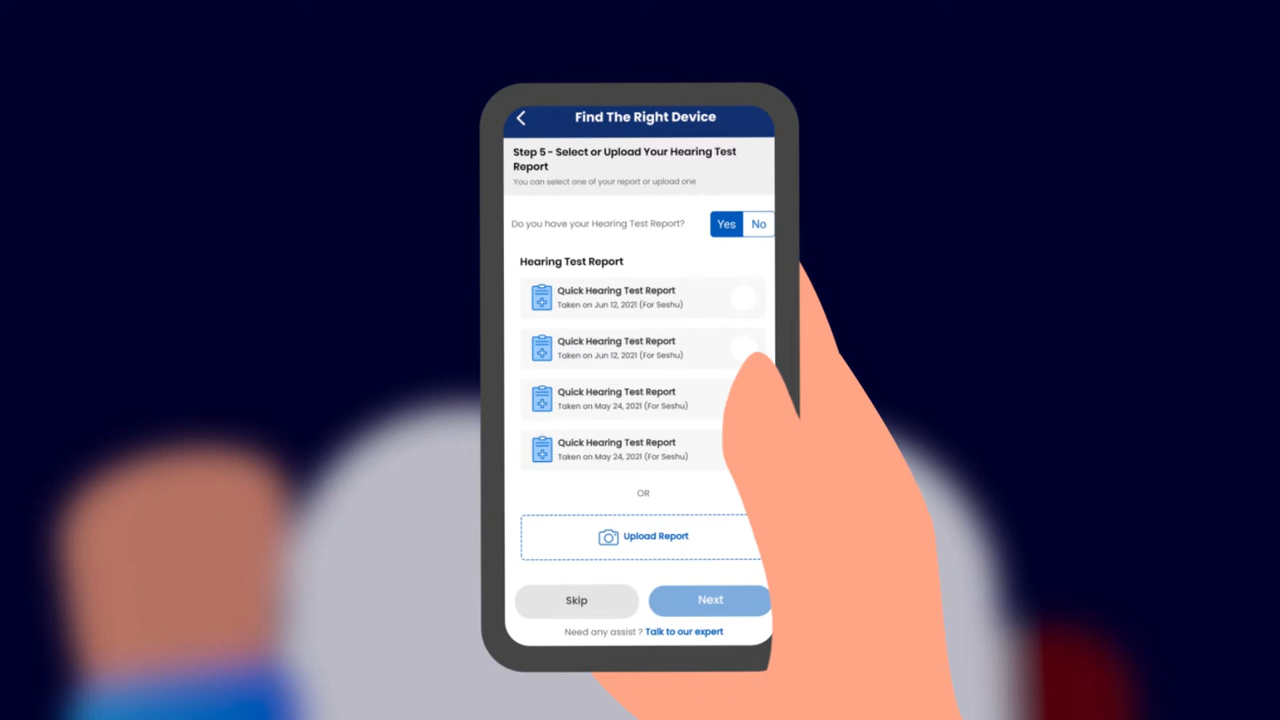 Find The Right Device
Step 5 - Select or Upload Your Hearing Test
Report
You can select one of your report or upload one
Do you have your Hearing Test Report?
Yes
No
Hearing Test Report
Quick Hearing Test Report
Taken on Jun 12, 2021 (For Seshu)
Quick Hearing Test Report
Taken on Jun 12, 2021 (For Seshu)
Quick Hearing Test Report
Taken on May 24, 2021 (For Seshu)
Quick Hearing Test Report
Taken on May 24, 2021 (For Seshu)
OR
Upload Report
Skip
Next
Need any assist ? Talk to our expert